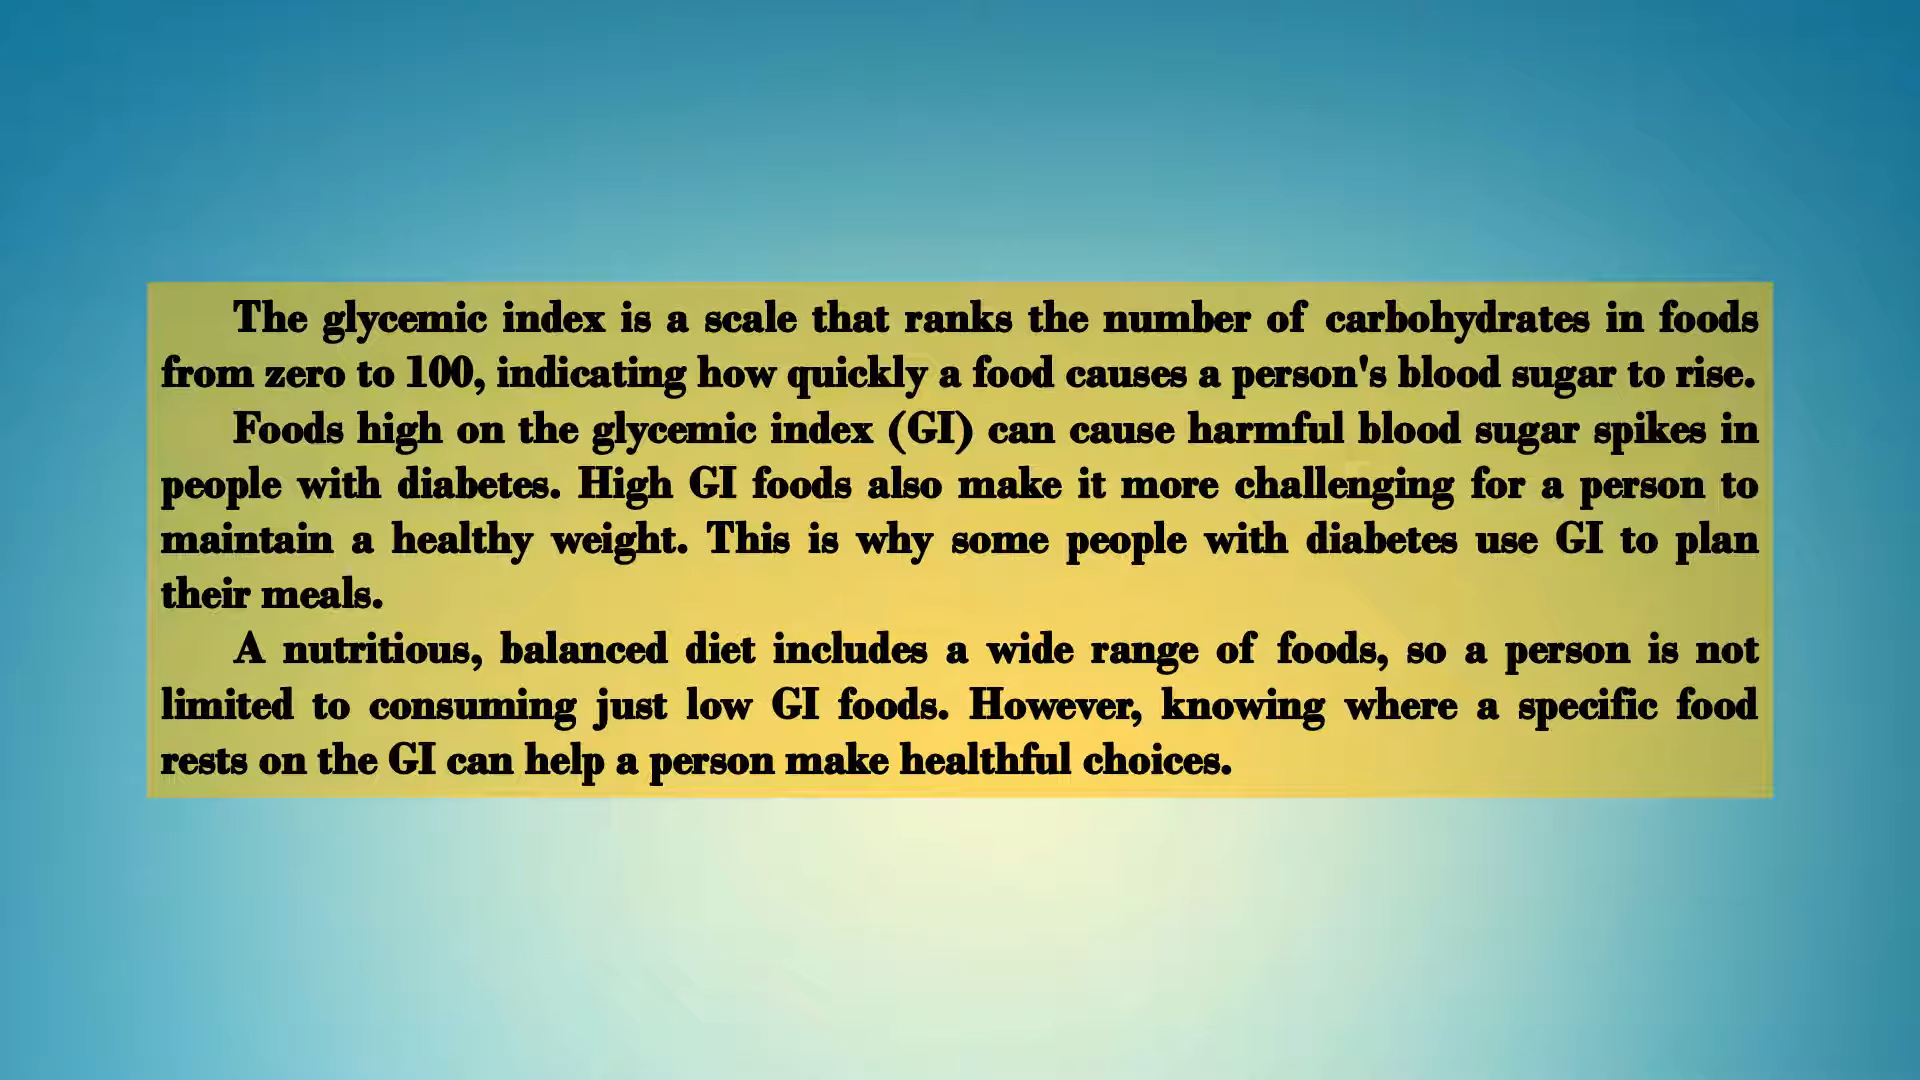 The glycemic index is a scale that ranks the number of carbohydrates in foods
from zero to 100, indicating how quickly a food causes a person's blood sugar to rise.
Foods high on the glycemic index (GI) can cause harmful blood sugar spikes in
people with diabetes. High GI foods also make it more challenging for a person to
maintain a healthy weight. This is why some people with diabetes use GI to plan
their meals.
A nutritious, balanced diet includes a wide range of foods, so a person is not
limited to consuming just low GI foods. However, knowing where a specific food
rests on the GI can help a person make healthful choices.